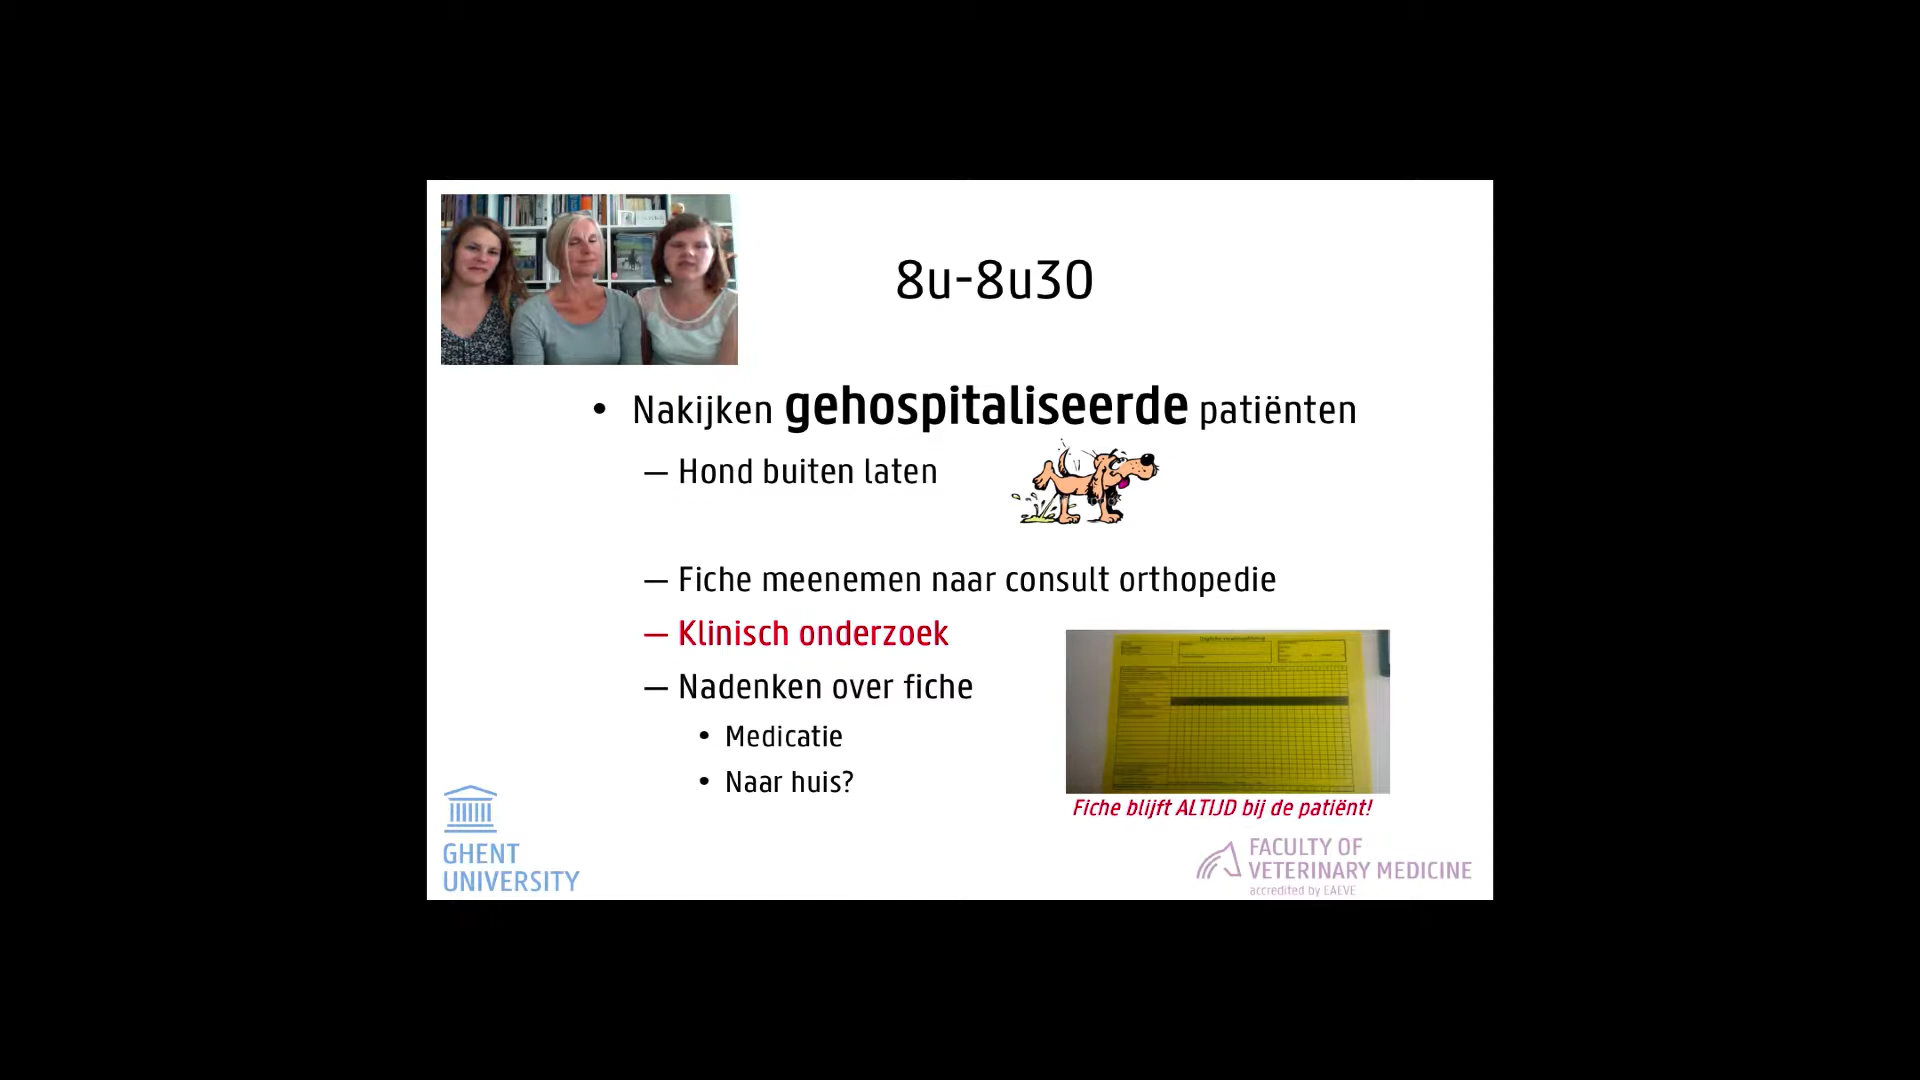 8u-8u30
• Nakijken gehospitaliseerde patiënten
– Hond buiten laten
– Fiche meenemen naar consult orthopedie
– Klinisch onderzoek
– Nadenken over fiche
• Medicatie
• Naar huis?
Fiche blijft ALTIJD bij de patiënt!
GHENT
UNIVERSITY
FACULTY OF
VETERINARY MEDICINE
accredited by EAEVE